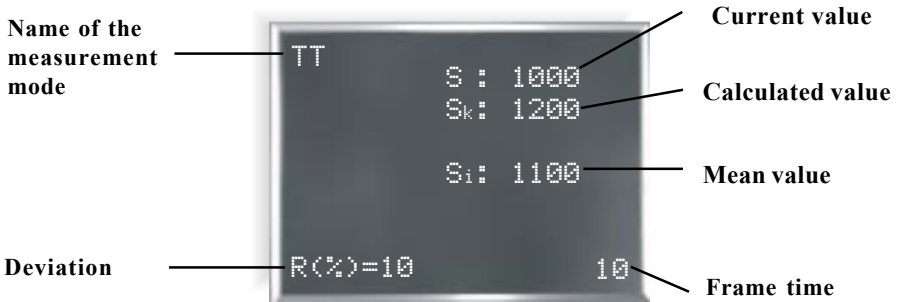 Name of the
measurement
mode
Current value
TT
S : 1000
Sk: 1200
Calculated value
Si: 1100
Mean value
Deviation
R(%)=10
10
Frame time